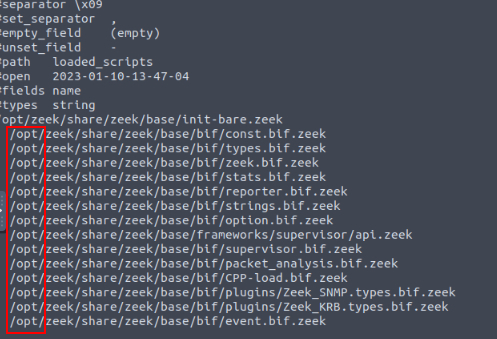 #separator \x09
#set_separator	,
#empty_field	(empty)
#unset_field	-
#path	loaded_scripts
#open	2023-01-10-13-47-04
#fields	name
#types	string
/opt/zeek/share/zeek/base/init-bare.zeek
  /opt/zeek/share/zeek/base/bif/const.bif.zeek
  /opt/zeek/share/zeek/base/bif/types.bif.zeek
  /opt/zeek/share/zeek/base/bif/zeek.bif.zeek
  /opt/zeek/share/zeek/base/bif/stats.bif.zeek
  /opt/zeek/share/zeek/base/bif/reporter.bif.zeek
  /opt/zeek/share/zeek/base/bif/strings.bif.zeek
  /opt/zeek/share/zeek/base/bif/option.bif.zeek
  /opt/zeek/share/zeek/base/frameworks/supervisor/api.zeek
  /opt/zeek/share/zeek/base/bif/supervisor.bif.zeek
  /opt/zeek/share/zeek/base/bif/packet_analysis.bif.zeek
  /opt/zeek/share/zeek/base/bif/CPP-load.bif.zeek
  /opt/zeek/share/zeek/base/bif/plugins/Zeek_SNMP.types.bif.zeek
  /opt/zeek/share/zeek/base/bif/plugins/Zeek_KRB.types.bif.zeek
  /opt/zeek/share/zeek/base/bif/event.bif.zeek